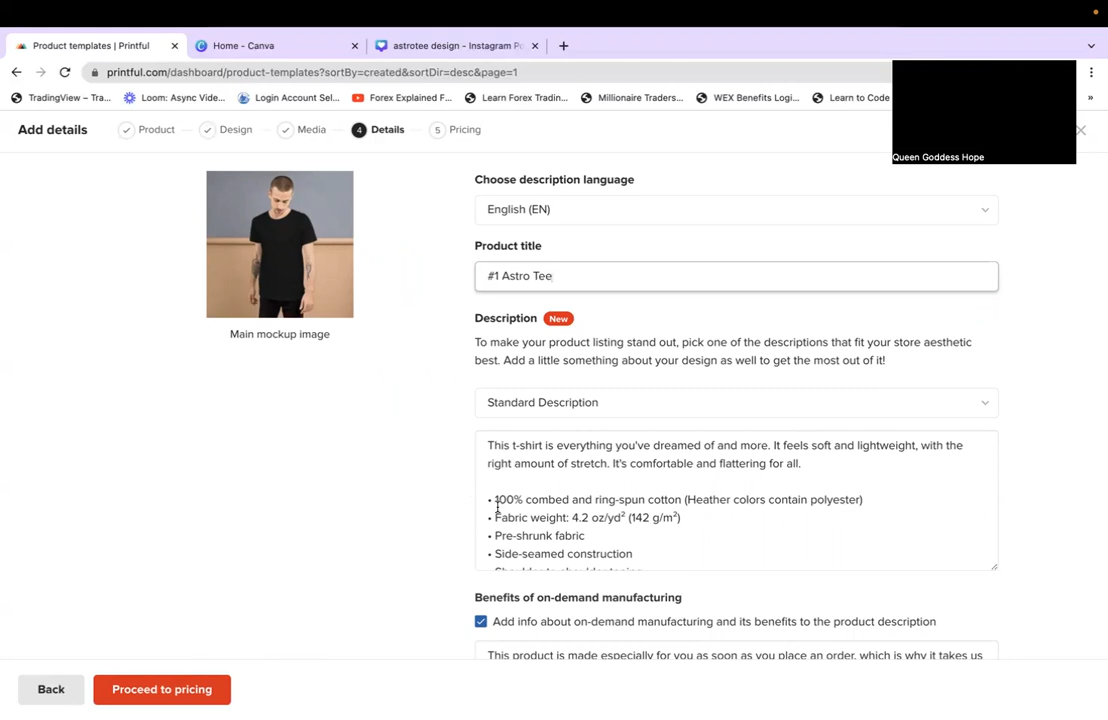 Product templates | Printful
Home - Canva
astrotee design - Instagram Po
printful.com/dashboard/product-templates?sortBy=created&sortDir=desc&page=1
TradingView – Tra...
Loom: Async Vide...
Login Account Sel...
Forex Explained F...
Learn Forex Tradin...
Millionaire Traders...
WEX Benefits Logi...
Learn to Code
»
Queen Goddess Hope
Add details
Product
Design
Media
4 Details
5 Pricing
Choose description language
English (EN)
Product title
#1 Astro Tee
Main mockup image
Description New
To make your product listing stand out, pick one of the descriptions that fit your store aesthetic
best. Add a little something about your design as well to get the most out of it!
Standard Description
This t-shirt is everything you've dreamed of and more. It feels soft and lightweight, with the
right amount of stretch. It's comfortable and flattering for all.
• 100% combed and ring-spun cotton (Heather colors contain polyester)
• Fabric weight: 4.2 oz/yd² (142 g/m²)
• Pre-shrunk fabric
• Side-seamed construction
• Shoulder-to-shoulder taping
Benefits of on-demand manufacturing
Add info about on-demand manufacturing and its benefits to the product description
This product is made especially for you as soon as you place an order, which is why it takes us
Back
Proceed to pricing